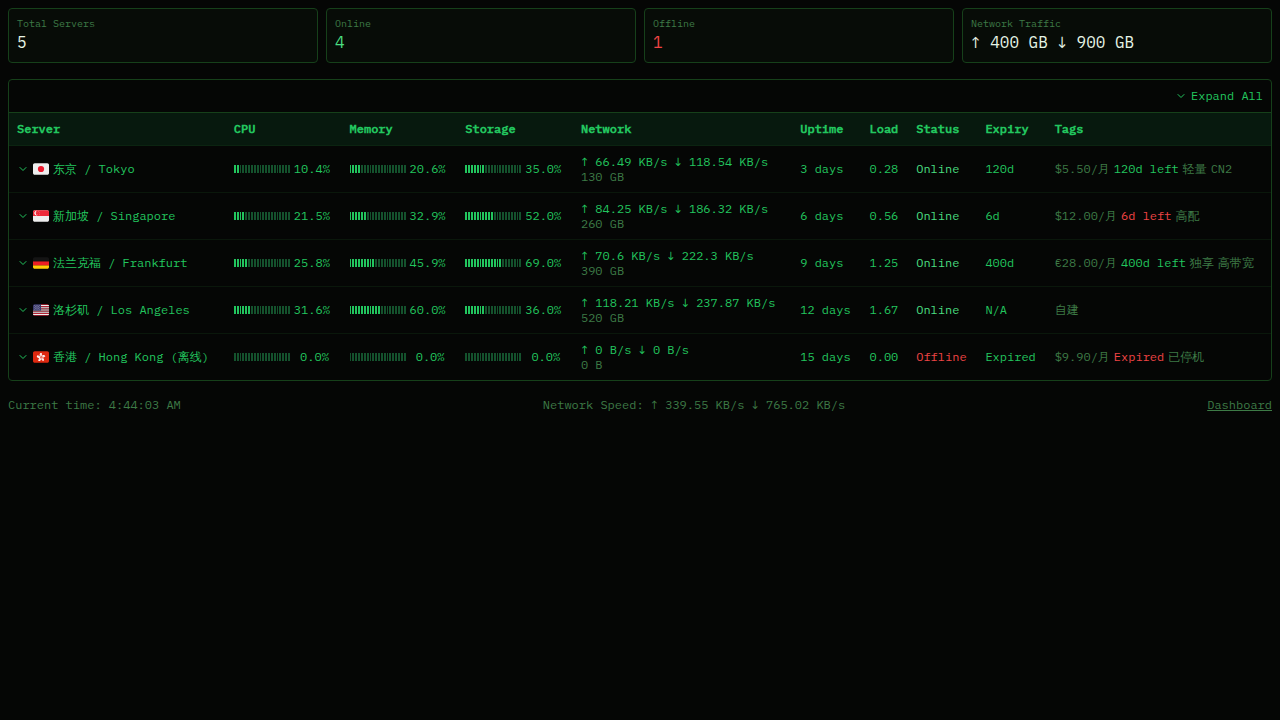 Total Servers
5
Online
4
Offline
1
Network Traffic
↑ 400 GB ↓ 900 GB
Expand All
Server CPU Memory Storage Network Uptime Load Status Expiry Tags
东京 / Tokyo 10.4% 20.6% 35.0% ↑ 66.49 KB/s ↓ 118.54 KB/s 3 days 0.28 Online 120d $5.50/月 120d left 轻量 CN2
130 GB
新加坡 / Singapore 21.5% 32.9% 52.0% ↑ 84.25 KB/s ↓ 186.32 KB/s 6 days 0.56 Online 6d $12.00/月 6d left 高配
260 GB
法兰克福 / Frankfurt 25.8% 45.9% 69.0% ↑ 70.6 KB/s ↓ 222.3 KB/s 9 days 1.25 Online 400d €28.00/月 400d left 独享 高带宽
390 GB
洛杉矶 / Los Angeles 31.6% 60.0% 36.0% ↑ 118.21 KB/s ↓ 237.87 KB/s 12 days 1.67 Online N/A 自建
520 GB
香港 / Hong Kong (离线) 0.0% 0.0% 0.0% ↑ 0 B/s ↓ 0 B/s 15 days 0.00 Offline Expired $9.90/月 Expired 已停机
0 B
Current time: 4:44:03 AM
Network Speed: ↑ 339.55 KB/s ↓ 765.02 KB/s
Dashboard